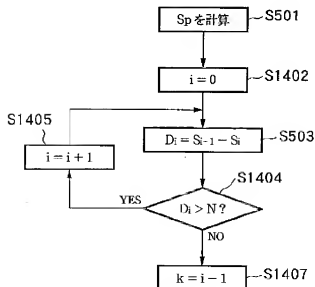 Spを計算
S501
i=0
S1402
S1405
i=i+1
Di=Si-1-Si
S503
S1404
YES
Di>N?
NO
k=i-1
S1407